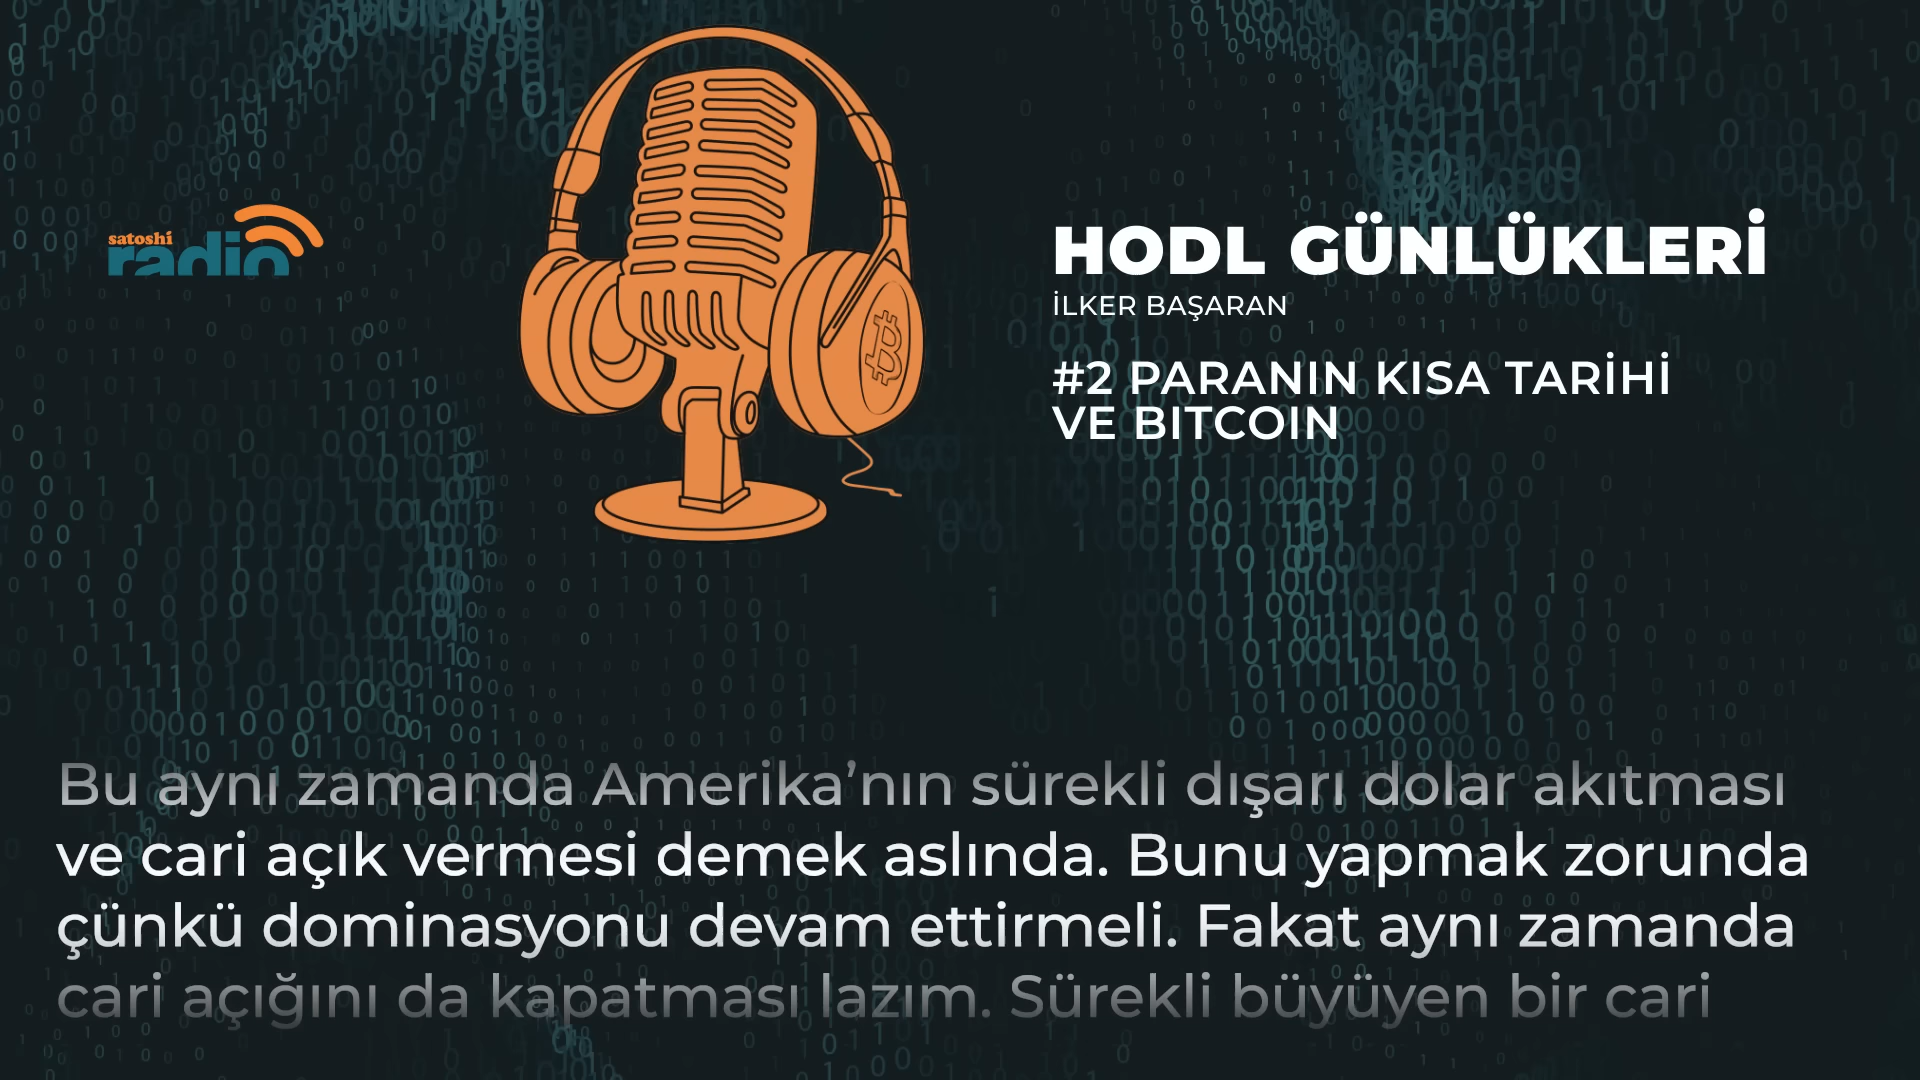 satoshi
radio
HODL GÜNLÜKLERİ
İLKER BAŞARAN
#2 PARANIN KISA TARİHİ
VE BITCOIN
Bu aynı zamanda Amerika’nın sürekli dışarı dolar akıtması
ve cari açık vermesi demek aslında. Bunu yapmak zorunda
çünkü dominasyonu devam ettirmeli. Fakat aynı zamanda
cari açığını da kapatması lazım. Sürekli büyüyen bir cari